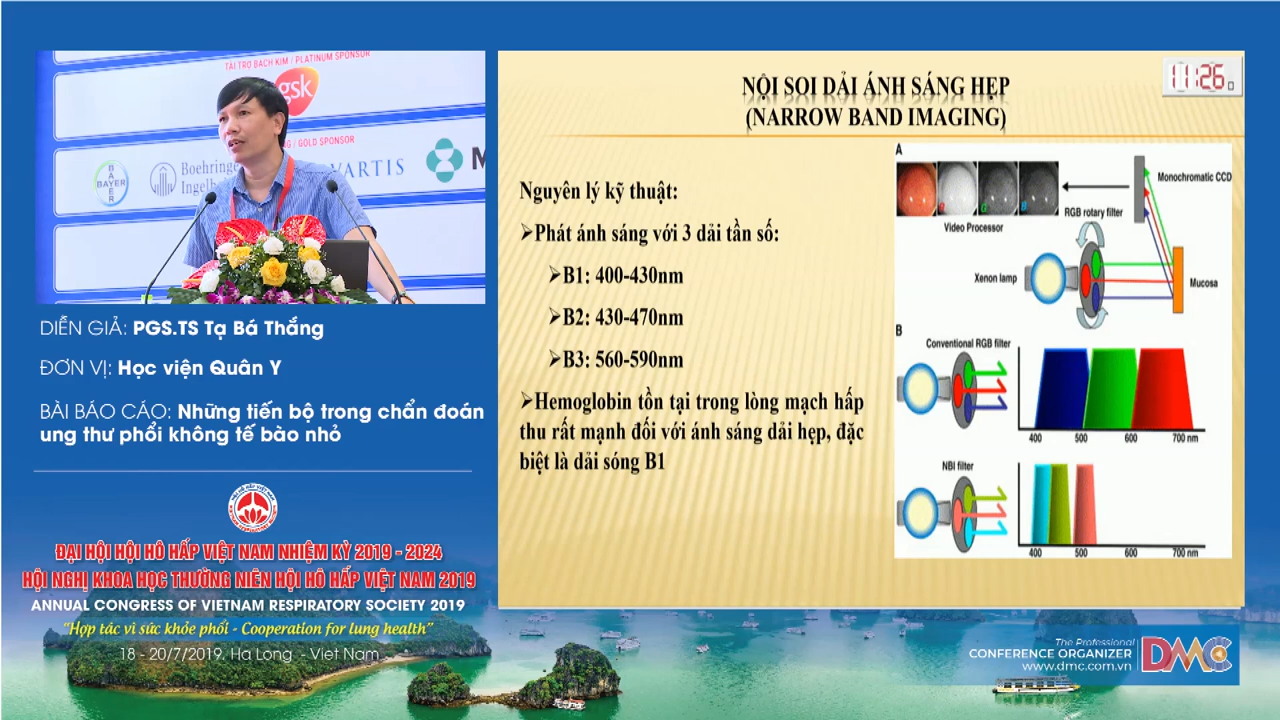 TÀI TRỢ BẠCH KIM / PLATINUM SPONSOR
gsk
/ GOLD SPONSOR
BAYER
BAYER
Boehringe
Ingelh
VARTIS
M
DIỄN GIẢ: PGS.TS Tạ Bá Thắng
ĐƠN VỊ: Học viện Quân Y
BÀI BÁO CÁO: Những tiến bộ trong chẩn đoán
ung thư phổi không tế bào nhỏ
ĐẠI HỘI HỘI HÔ HẤP VIỆT NAM NHIỆM KỲ 2019 - 2024
HỘI NGHỊ KHOA HỌC THƯỜNG NIÊN HỘI HÔ HẤP VIỆT NAM 2019
ANNUAL CONGRESS OF VIETNAM RESPIRATORY SOCIETY 2019
“Hợp tác vì sức khỏe phổi - Cooperation for lung health”
18 - 20/7/2019. Ha Long - Viet Nam
NỘI SOI DẢI ÁNH SÁNG HẸP
(NARROW BAND IMAGING)
11:26
Nguyên lý kỹ thuật:
➢Phát ánh sáng với 3 dải tần số:
➢B1: 400-430nm
➢B2: 430-470nm
➢B3: 560-590nm
➢Hemoglobin tồn tại trong lòng mạch hấp
thu rất mạnh đối với ánh sáng dải hẹp, đặc
biệt là dải sóng B1
A
Monochromatic CCD
RGB rotary filter
Video Processor
Xenon lamp
Mucosa
B
Conventional RGB filter
400 500 600 700 nm
NBI filter
400 500 600 700 nm
The Professional
CONFERENCE ORGANIZER
www.dmc.com.vn
DMC